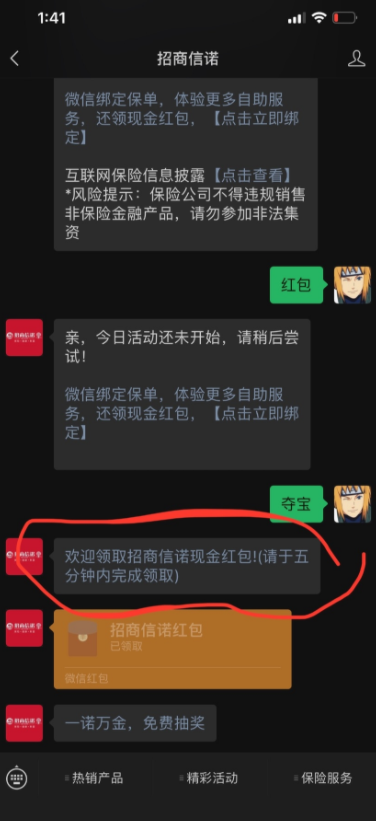 1:41
招商信诺
微信绑定保单，体验更多自助服
务，还领现金红包，【点击立即绑
定】
互联网保险信息披露【点击查看】
*风险提示：保险公司不得违规销售
非保险金融产品，请勿参加非法集
资
红包
亲，今日活动还未开始，请稍后尝
试！
微信绑定保单，体验更多自助服
务，还领现金红包，【点击立即绑
定】
夺宝
欢迎领取招商信诺现金红包!(请于五
分钟内完成领取)
招商信诺红包
已领取
微信红包
一诺万金，免费抽奖
热销产品
精彩活动
保险服务